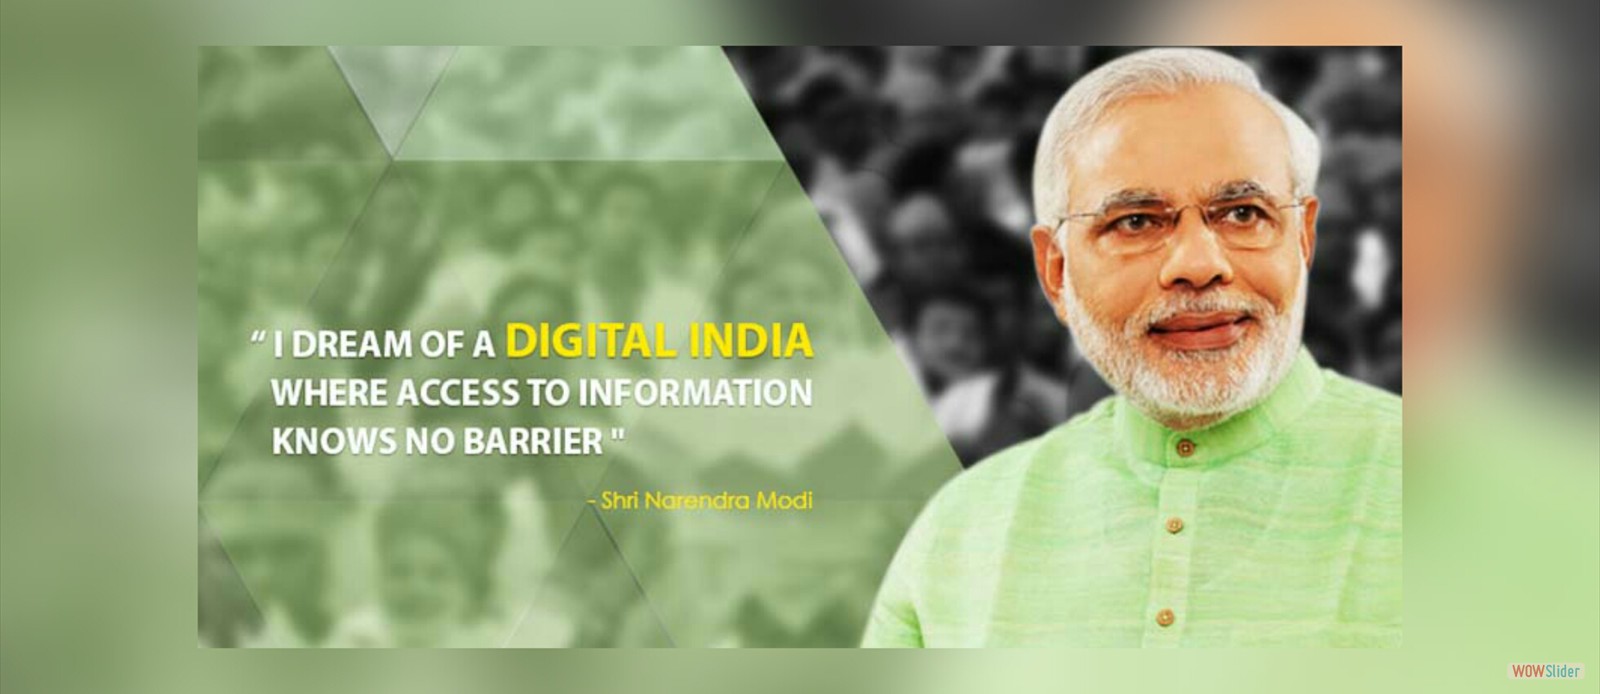 “ I DREAM OF A DIGITAL INDIA
WHERE ACCESS TO INFORMATION
KNOWS NO BARRIER "
- Shri Narendra Modi
WOWSlider